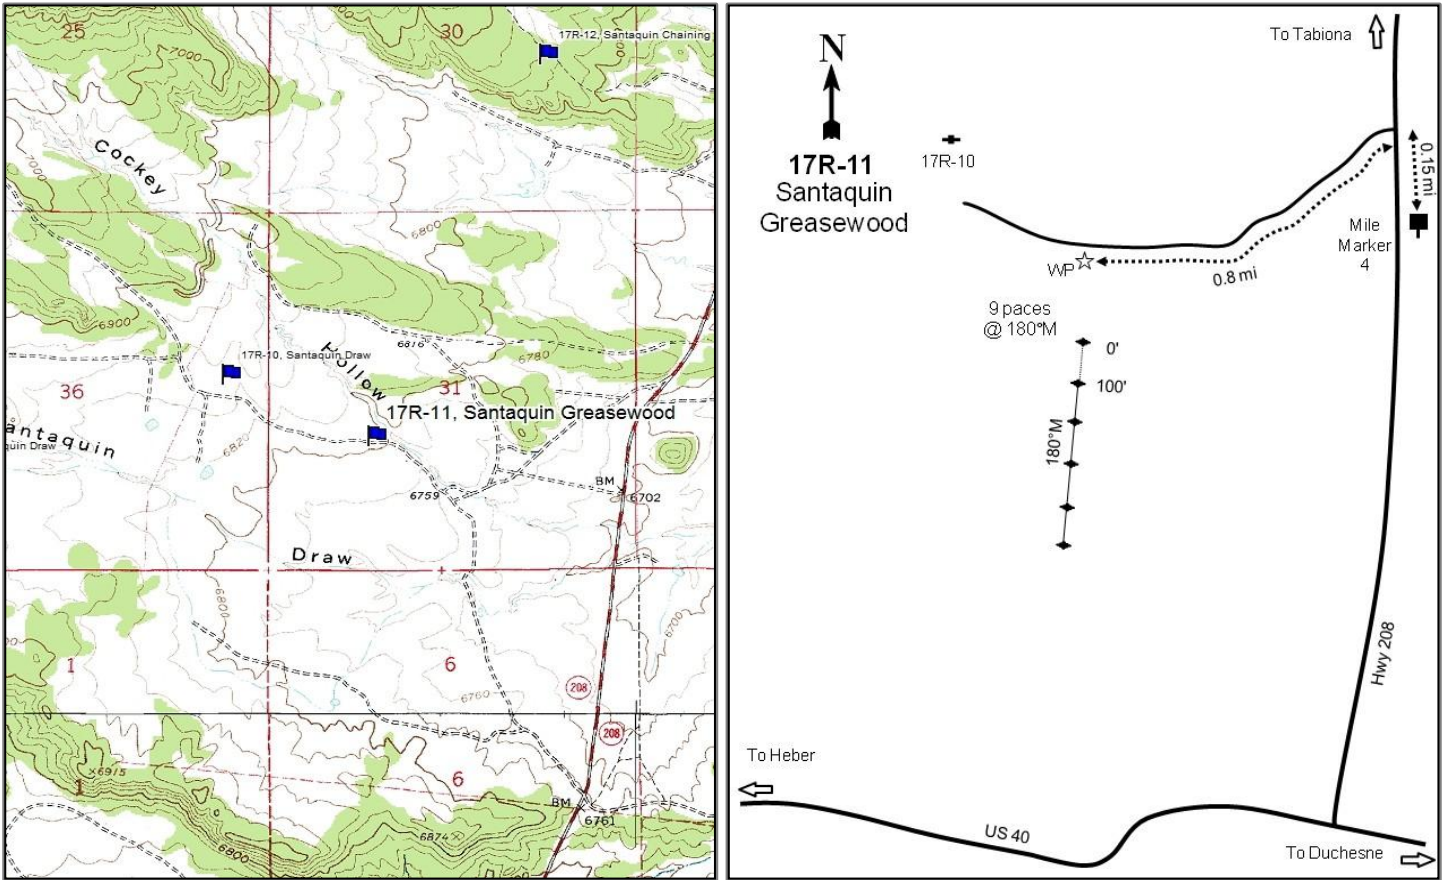 25
30
17R-12, Santaquin Chaining
7000
Cockey
7000
6800
6900
6816
6780
17R-10, Santaquin Draw
Hollow
36
31
17R-11, Santaquin Greasewood
antaquin
quin Draw
6820
BM
6759
6702
Draw
6800
6700
1
6
6760
208
208
6915
1
6
BM
6761
6874
6800
To Tabiona
N
17R-11
Santaquin
Greasewood
17R-10
0.15 mi
Mile
Marker
4
WP
0.8 mi
9 paces
@ 180°M
0'
100'
180°M
Hwy 208
To Heber
US 40
To Duchesne